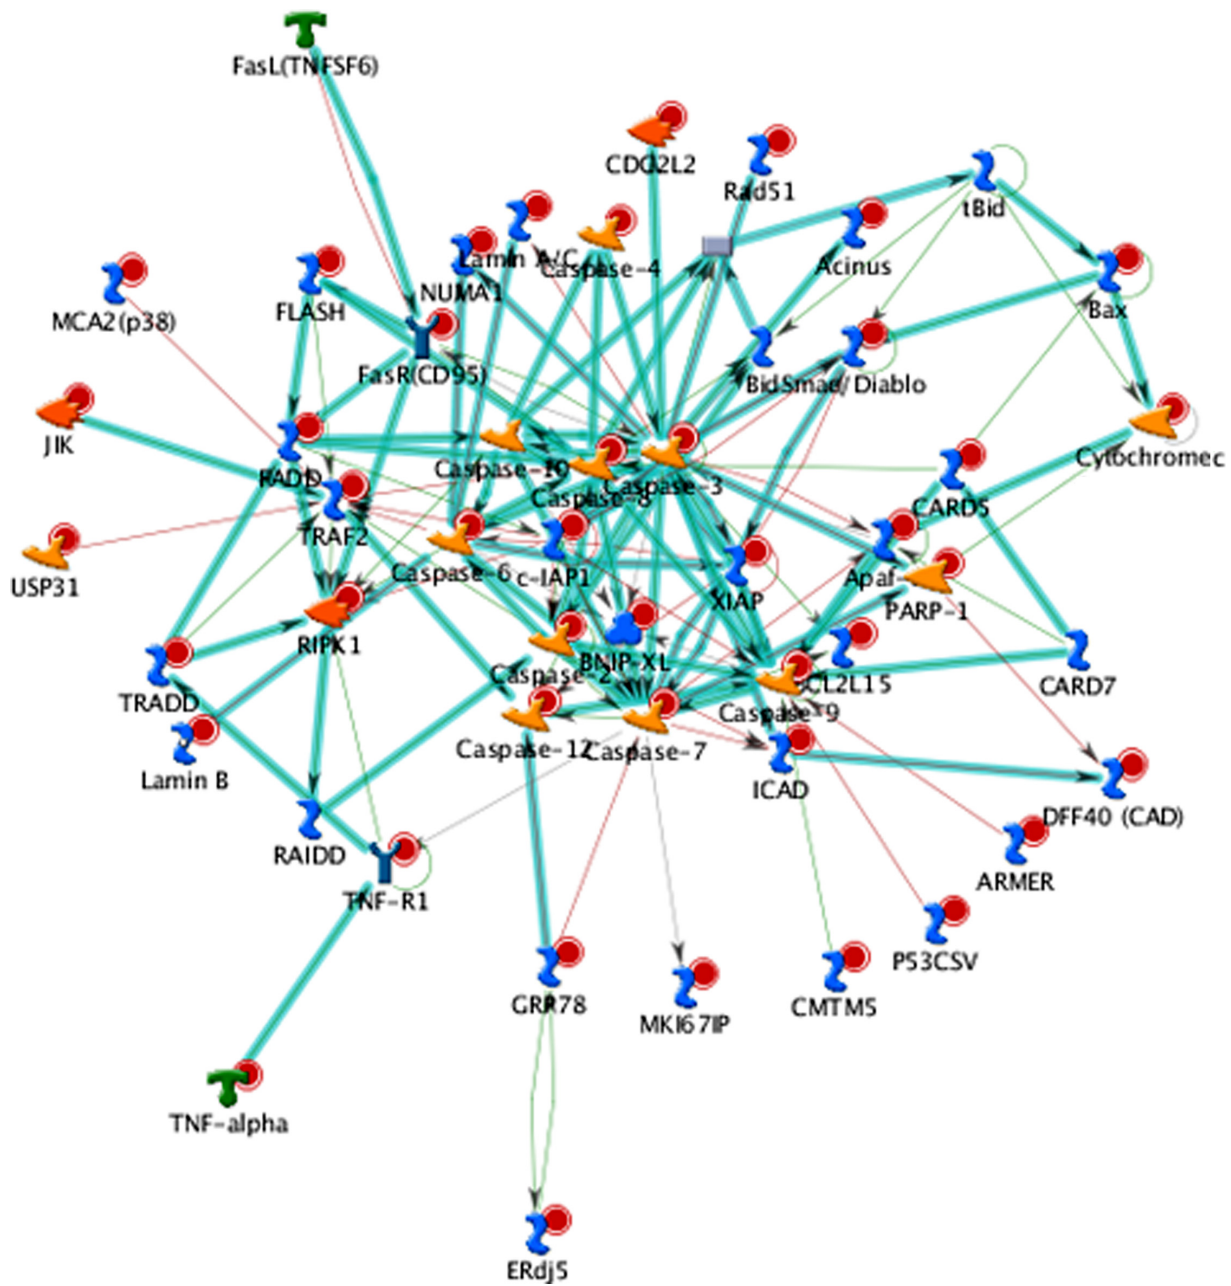 FasL(TNFSF6)
CDC2L2
Rad51
tBid
Lamin A/C
Caspase-4
Acinus
NUMA1
FLASH
MCA2(p38)
Bax
FasR(CD95)
Bid
Smac/Diablo
JIK
Cytochromec
Caspase-10
FADD
Caspase-3
Caspase-8
CARD5
TRAF2
Caspase-6
c-IAP1
Apaf-
USP31
XIAP
PARP-1
RIPK1
BNIP-XL
Caspase-2
CL2L15
CARD7
TRADD
Caspase-9
Caspase-12
Caspase-7
Lamin B
ICAD
DFF40 (CAD)
RAIDD
ARMER
TNF-R1
P53CSV
GRP78
CMTM5
MKI67IP
TNF-alpha
ERdj5